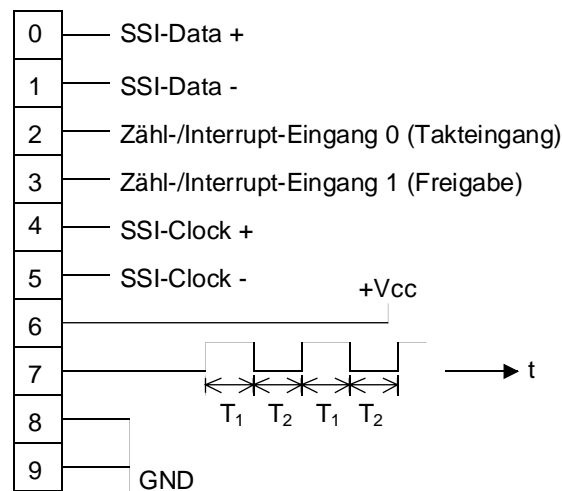 0 SSI-Data +
1 SSI-Data -
2 Zähl-/Interrupt-Eingang 0 (Takteingang)
3 Zähl-/Interrupt-Eingang 1 (Freigabe)
4 SSI-Clock +
5 SSI-Clock -
+Vcc
6
7 t
T1 T2 T1 T2
8
9
GND